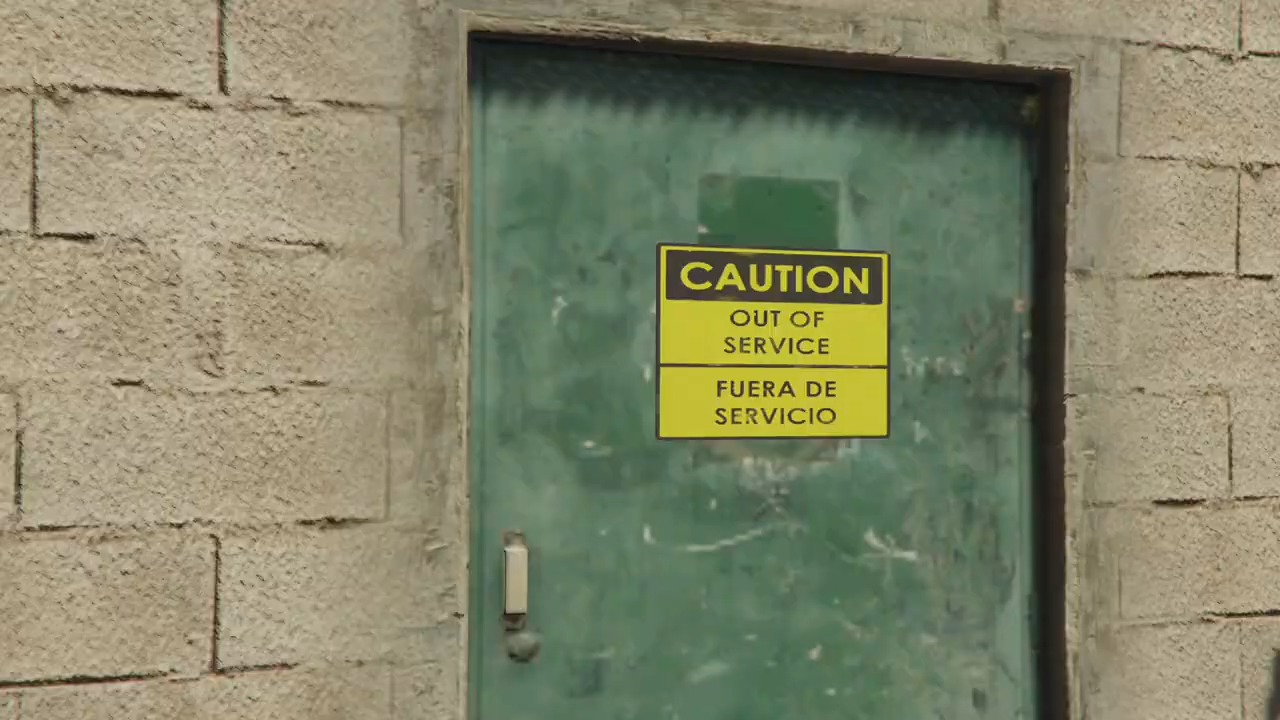 CAUTION
OUT OF
SERVICE
FUERA DE
SERVICIO